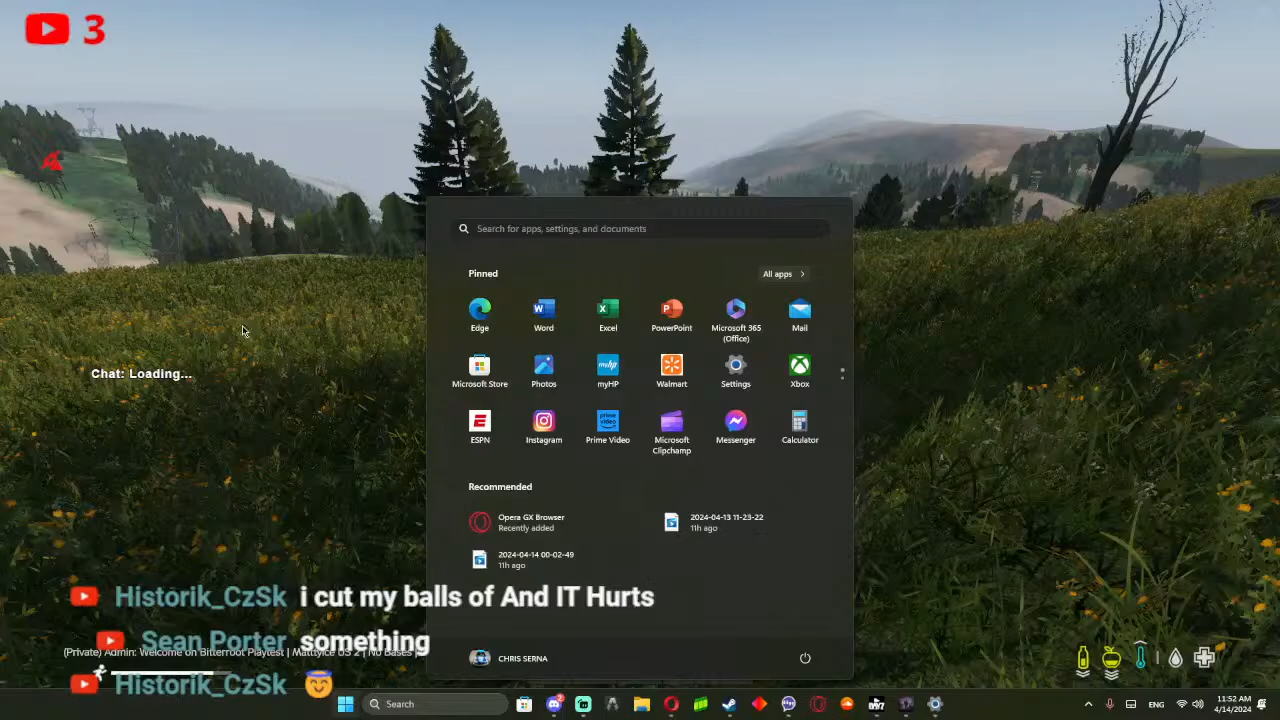 3
Search for apps, settings, and documents
Pinned
All apps
Edge
Word
Excel
PowerPoint
Microsoft 365 (Office)
Mail
Microsoft Store
Photos
myHP
Walmart
Settings
Xbox
ESPN
Instagram
Prime Video
Microsoft Clipchamp
Messenger
Calculator
Chat: Loading...
Recommended
Opera GX Browser
Recently added
2024-04-13 11-23-22
11h ago
2024-04-14 00-02-49
11h ago
Historik_CzSk i cut my balls of And IT Hurts
Sean Porter something
(Private) Admin: Welcome on Bitterroot Playtest |
Historik_CzSk
CHRIS SERNA
Search
ENG
11:52 AM
4/14/2024